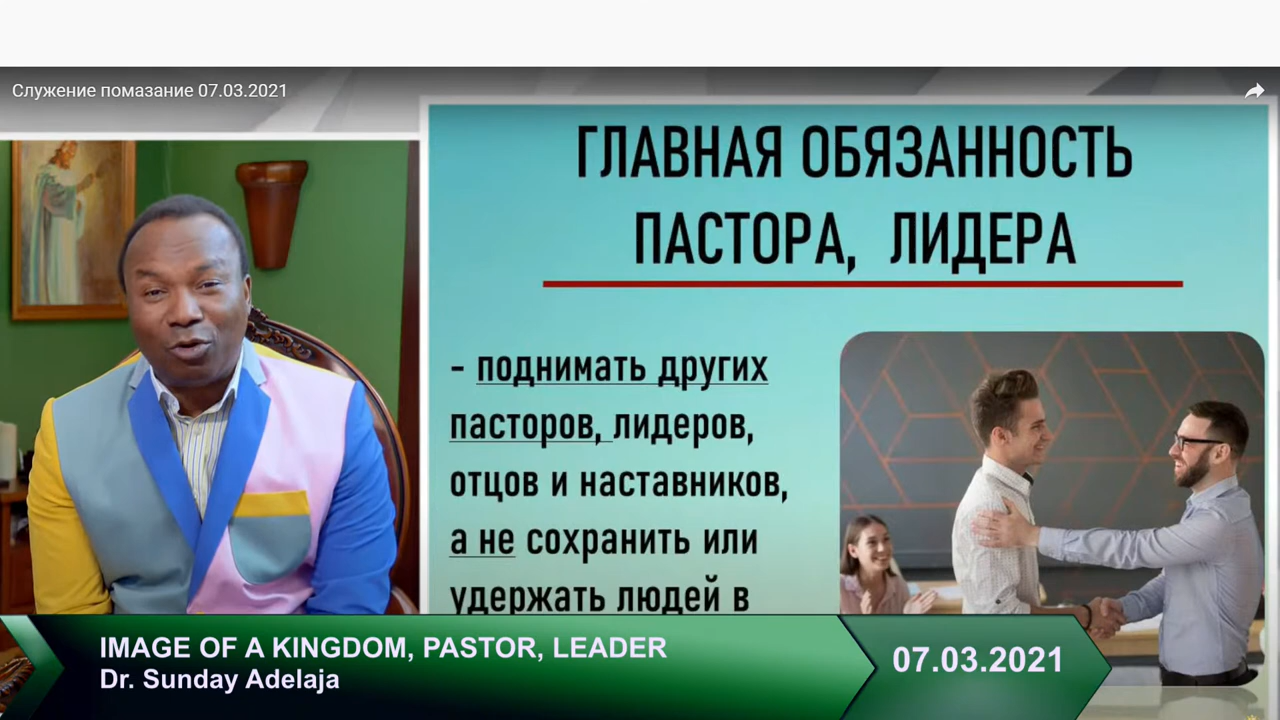 Служение помазание 07.03.2021
ГЛАВНАЯ ОБЯЗАННОСТЬ
ПАСТОРА, ЛИДЕРА
- поднимать других
пасторов, лидеров,
отцов и наставников,
а не сохранить или
удержать людей в
IMAGE OF A KINGDOM, PASTOR, LEADER
Dr. Sunday Adelaja
07.03.2021